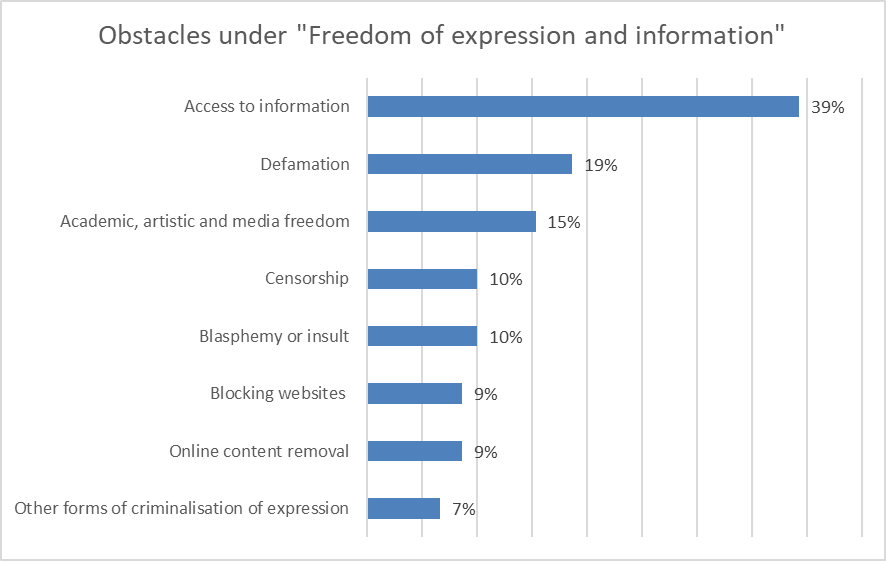 Obstacles under "Freedom of expression and information"
Access to information 39%
Defamation 19%
Academic, artistic and media freedom 15%
Censorship 10%
Blasphemy or insult 10%
Blocking websites 9%
Online content removal 9%
Other forms of criminalisation of expression 7%